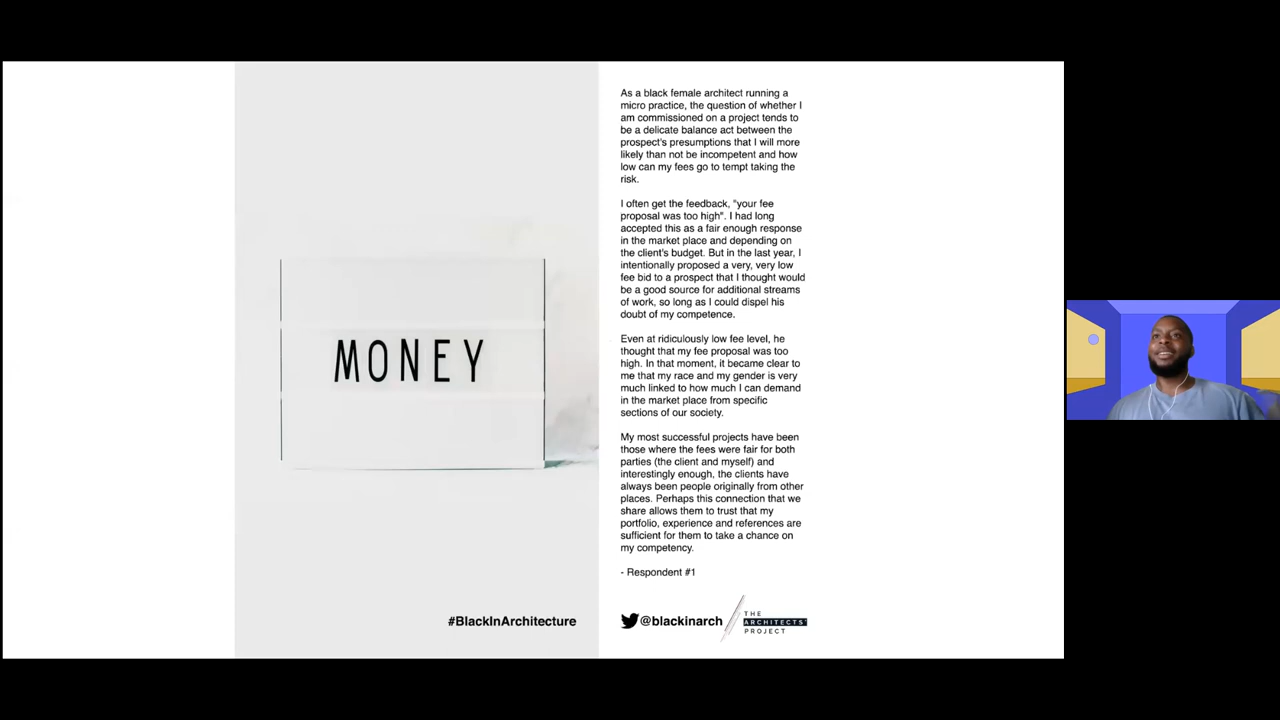 MONEY
#BlackInArchitecture
As a black female architect running a
micro practice, the question of whether I
am commissioned on a project tends to
be a delicate balance act between the
prospect's presumptions that I will more
likely than not be incompetent and how
low can my fees go to tempt taking the
risk.
I often get the feedback, "your fee
proposal was too high". I had long
accepted this as a fair enough response
in the market place and depending on
the client's budget. But in the last year, I
intentionally proposed a very, very low
fee bid to a prospect that I thought would
be a good source for additional streams
of work, so long as I could dispel his
doubt of my competence.
Even at ridiculously low fee level, he
thought that my fee proposal was too
high. In that moment, it became clear to
me that my race and my gender is very
much linked to how much I can demand
in the market place from specific
sections of our society.
My most successful projects have been
those where the fees were fair for both
parties (the client and myself) and
interestingly enough, the clients have
always been people originally from other
places. Perhaps this connection that we
share allows them to trust that my
portfolio, experience and references are
sufficient for them to take a chance on
my competency.
- Respondent #1
@blackinarch
THE
ARCHITECTS'
PROJECT